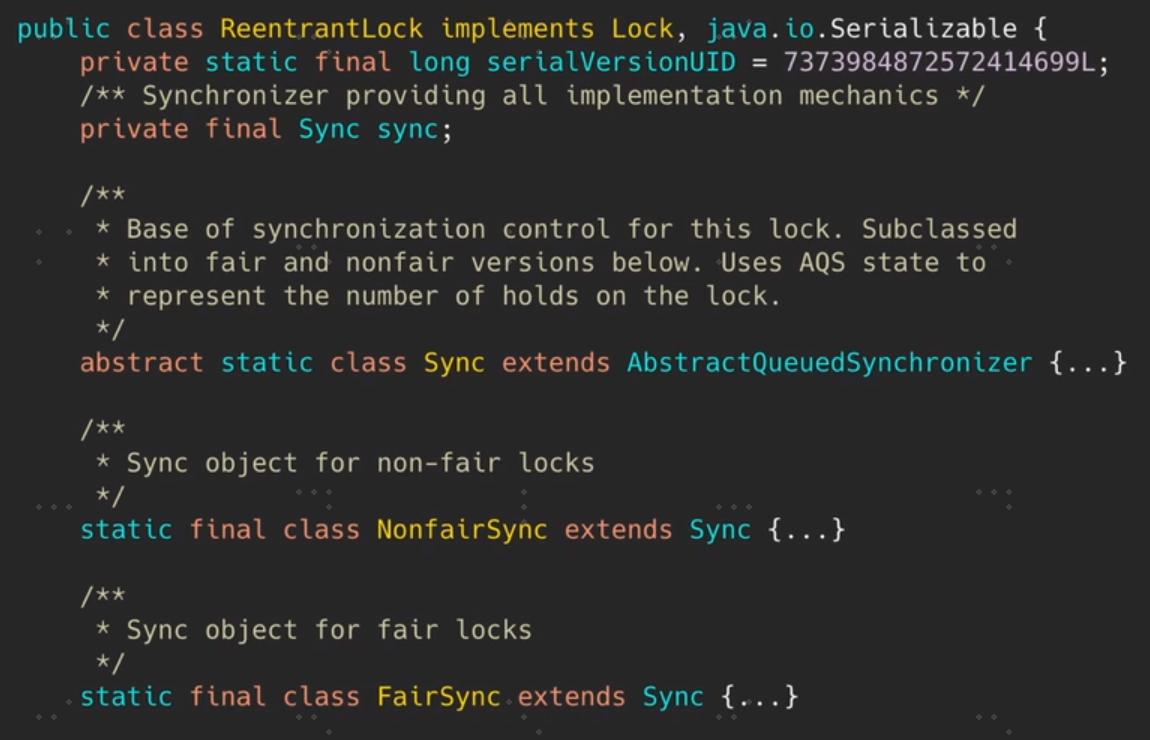 public class ReentrantLock implements Lock, java.io.Serializable {
    private static final long serialVersionUID = 7373984872572414699L;
    /** Synchronizer providing all implementation mechanics */
    private final Sync sync;

    /**
     * Base of synchronization control for this lock. Subclassed
     * into fair and nonfair versions below. Uses AQS state to
     * represent the number of holds on the lock.
     */
    abstract static class Sync extends AbstractQueuedSynchronizer {...}

    /**
     * Sync object for non-fair locks
     */
    static final class NonfairSync extends Sync {...}

    /**
     * Sync object for fair locks
     */
    static final class FairSync extends Sync {...}